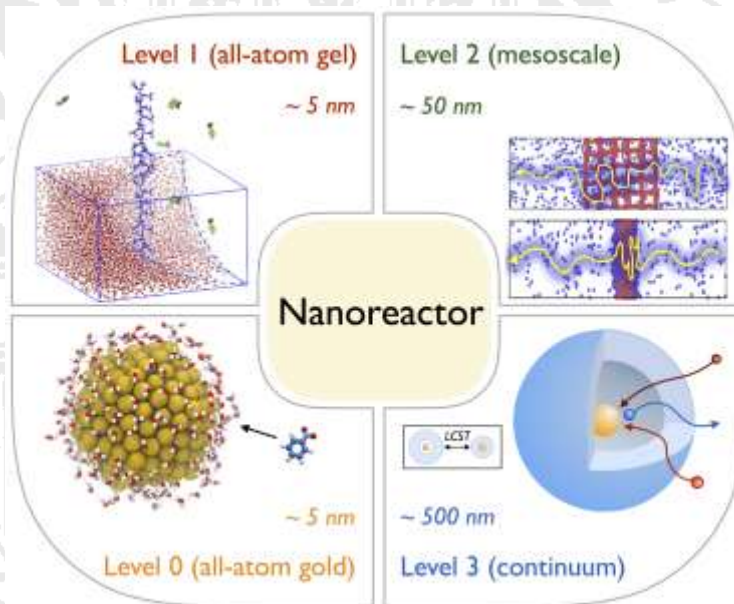 Level 1 (all-atom gel)
~ 5 nm
Level 2 (mesoscale)
~ 50 nm
Nanoreactor
LCST
~ 5 nm
Level 0 (all-atom gold)
~ 500 nm
Level 3 (continuum)